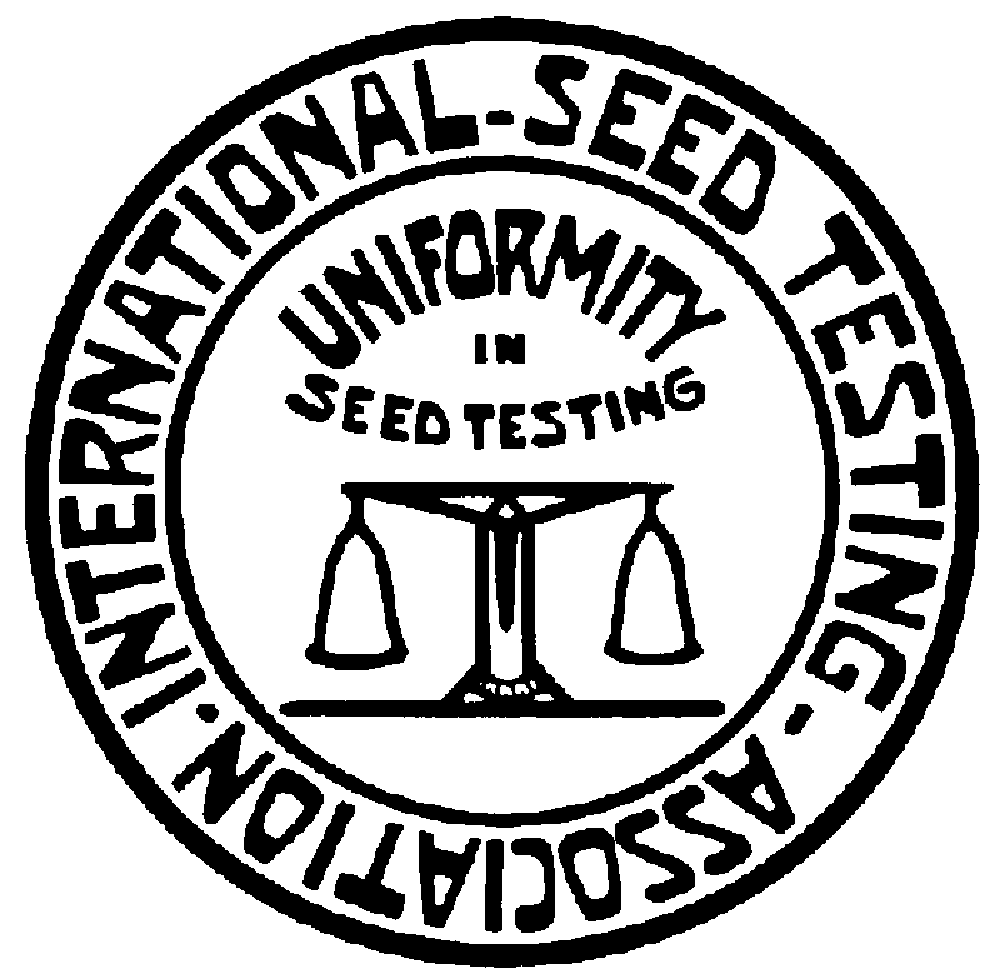 INTERNATIONAL-SEED TESTING-ASSOCIATION.
UNIFORMITY
IN
SEED TESTING